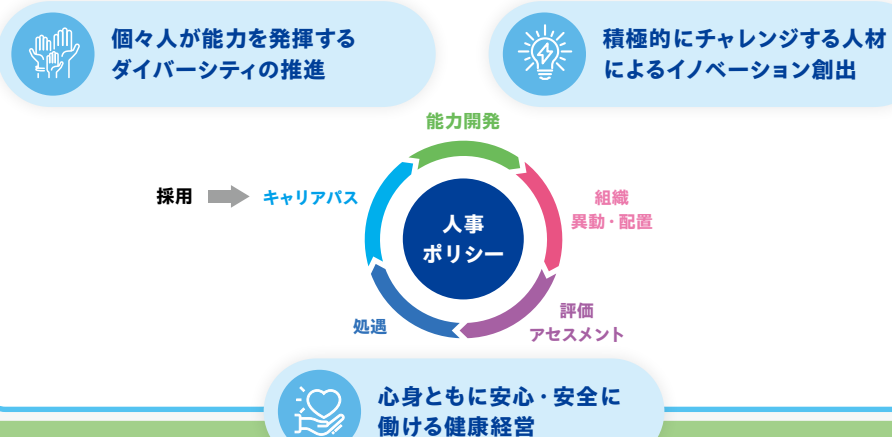 個々人が能力を発揮する
ダイバーシティの推進
積極的にチャレンジする人材
によるイノベーション創出
能力開発
採用
キャリアパス
組織
異動・配置
人事
ポリシー
評価
アセスメント
処遇
心身ともに安心・安全に
働ける健康経営